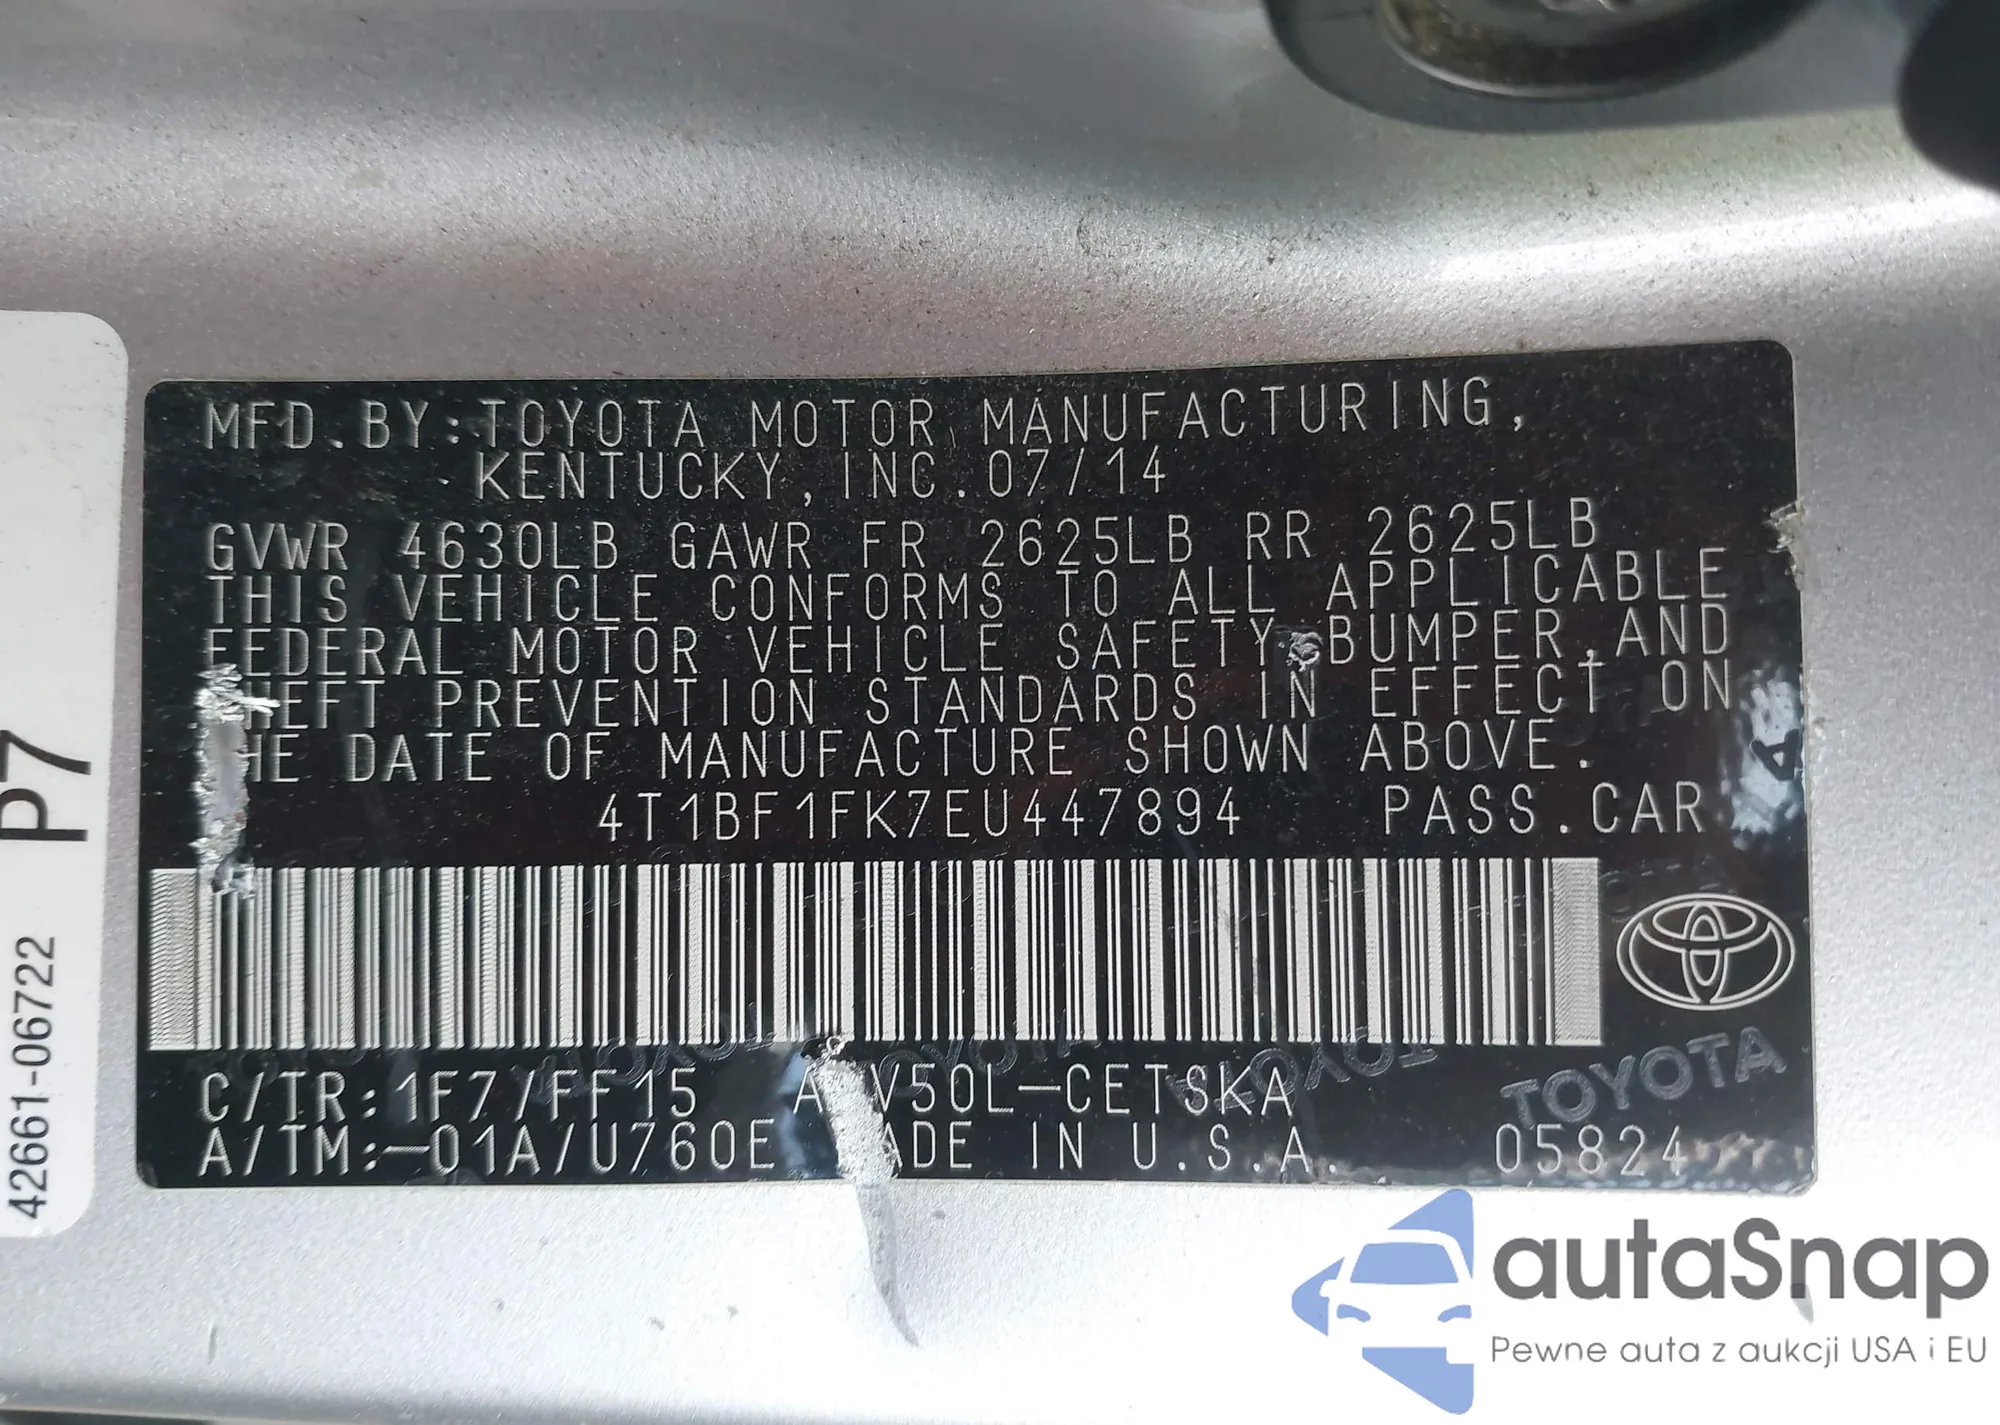 MFD.BY:TOYOTA MOTOR MANUFACTURING,
KENTUCKY,INC.07/14
GVWR 4630LB GAWR FR 2625LB RR 2625LB
THIS VEHICLE CONFORMS TO ALL APPLICABLE
FEDERAL MOTOR VEHICLE SAFETY,BUMPER,AND
THEFT PREVENTION STANDARDS IN EFFECT ON
THE DATE OF MANUFACTURE SHOWN ABOVE.
4T1BF1FK7EU447894 PASS.CAR
C/TR:1F7/FF15 V50L-CETSKA
A/TM:-01A/U760E MADE IN U.S.A. 05824
TOYOTA
P7
42661-06722
autaSnap
Pewne auta z aukcji USA i EU